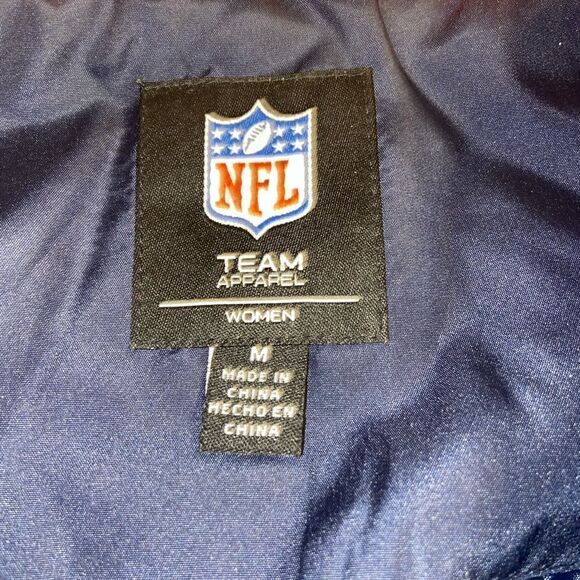 NFL
TEAM
APPAREL
WOMEN
M
MADE IN
CHINA
HECHO EN
CHINA